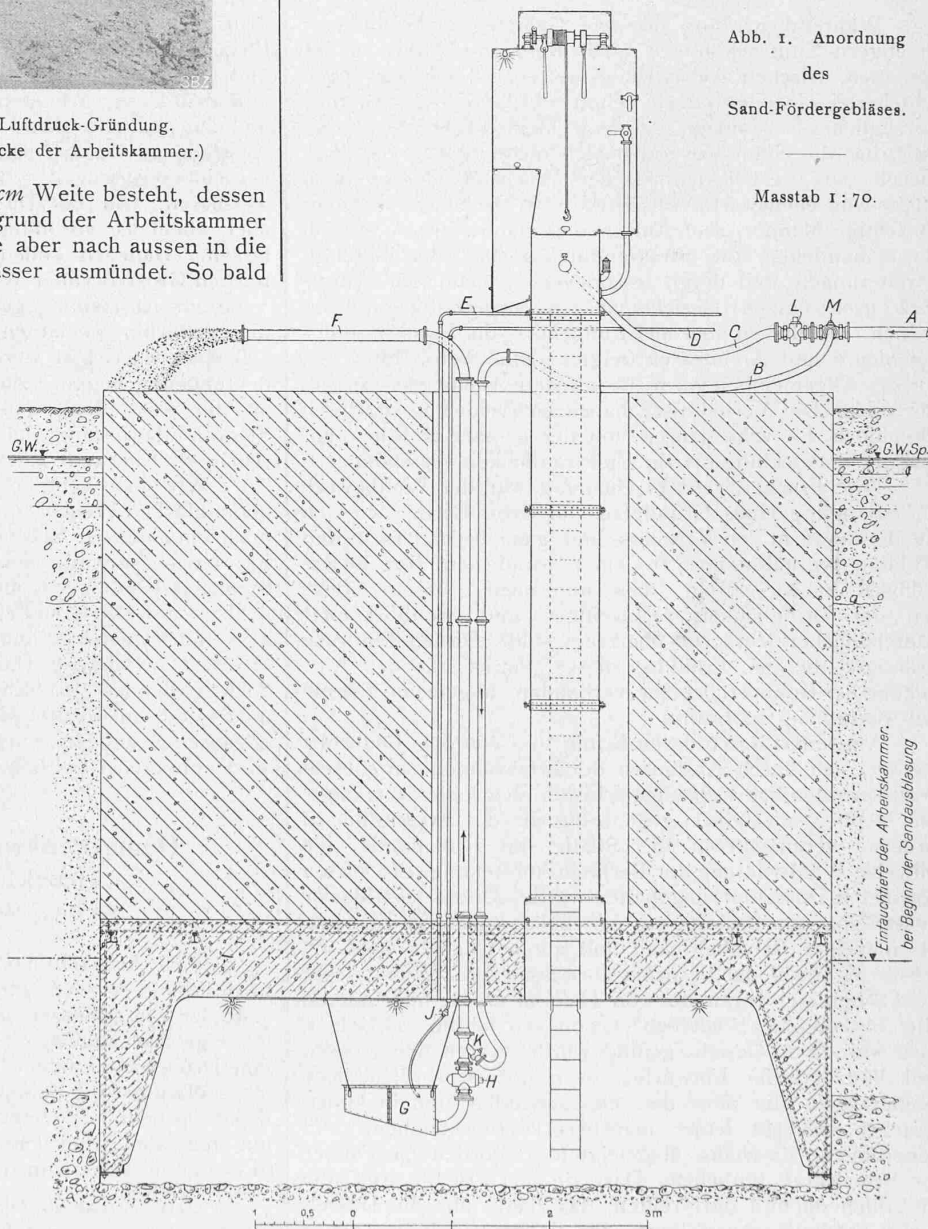 SBZ
Luftdruck-Gründung.
cke der Arbeitskammer.)
cm Weite besteht, dessen
grund der Arbeitskammer
e aber nach aussen in die
asser ausmündet. So bald
Abb. 1. Anordnung
des
Sand-Fördergebläses.
Masstab 1 : 70.
E
F
L
M
A
D
C
B
G.W.
G.W.Sp.
Eintauchtiefe der Arbeitskammer.
bei Beginn der Sandausblasung
J
K
H
G
1 0,5 0 1 2 3m